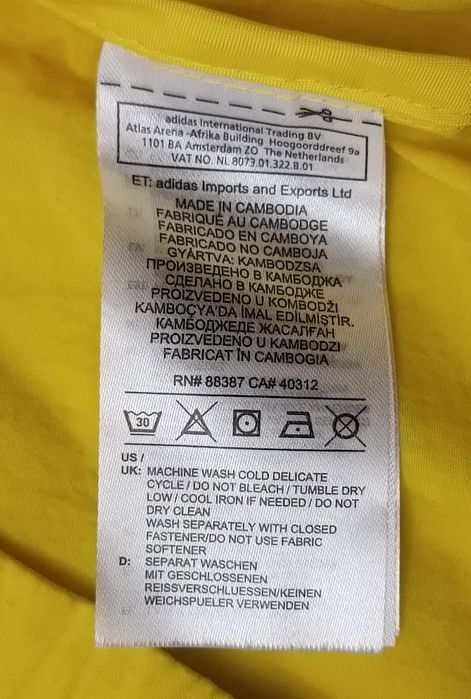 adidas International Trading BV
Atlas Arena -Afrika Building Hoogoorddreef 9a
1101 BA Amsterdam ZO The Netherlands
VAT NO. NL 8073.01.322.B.01
ET: adidas Imports and Exports Ltd
MADE IN CAMBODIA
FABRIQUÉ AU CAMBODGE
FABRICADO EN CAMBOYA
FABRICADO NO CAMBOJA
GYÁRTVA: KAMBODZSA
ПРОИЗВЕДЕНО В КАМБОДЖА
СДЕЛАНО В КАМБОДЖЕ
PROIZVEDENO U KOMBODŽI
KAMBOÇYA'DA İMAL EDİLMİŞTİR.
КАМБОДЖЕДЕ ЖАСАЛҒАН
PROIZVEDENO U KAMBODZI
FABRICAT ÎN CAMBOGIA
RN# 88387 CA# 40312
30
US /
UK: MACHINE WASH COLD DELICATE
CYCLE / DO NOT BLEACH / TUMBLE DRY
LOW / COOL IRON IF NEEDED / DO NOT
DRY CLEAN
WASH SEPARATELY WITH CLOSED
FASTENER/DO NOT USE FABRIC
SOFTENER
D: SEPARAT WASCHEN
MIT GESCHLOSSENEN
REISSVERSCHLUESSEN/KEINEN
WEICHSPUELER VERWENDEN